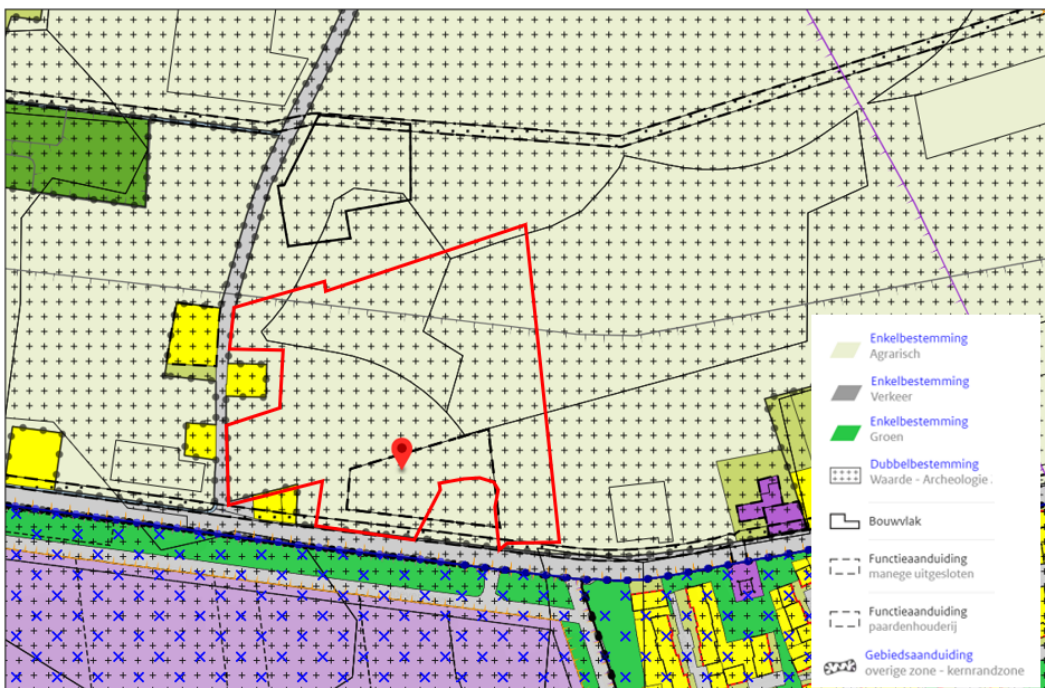 Enkelbestemming
Agrarisch
Enkelbestemming
Verkeer
Enkelbestemming
Groen
Dubbelbestemming
Waarde - Archeologie .
Bouwvlak
Functieaanduiding
manege uitgesloten
Functieaanduiding
paardenhouderij
Gebiedsaanduiding
overige zone - kernrandzone